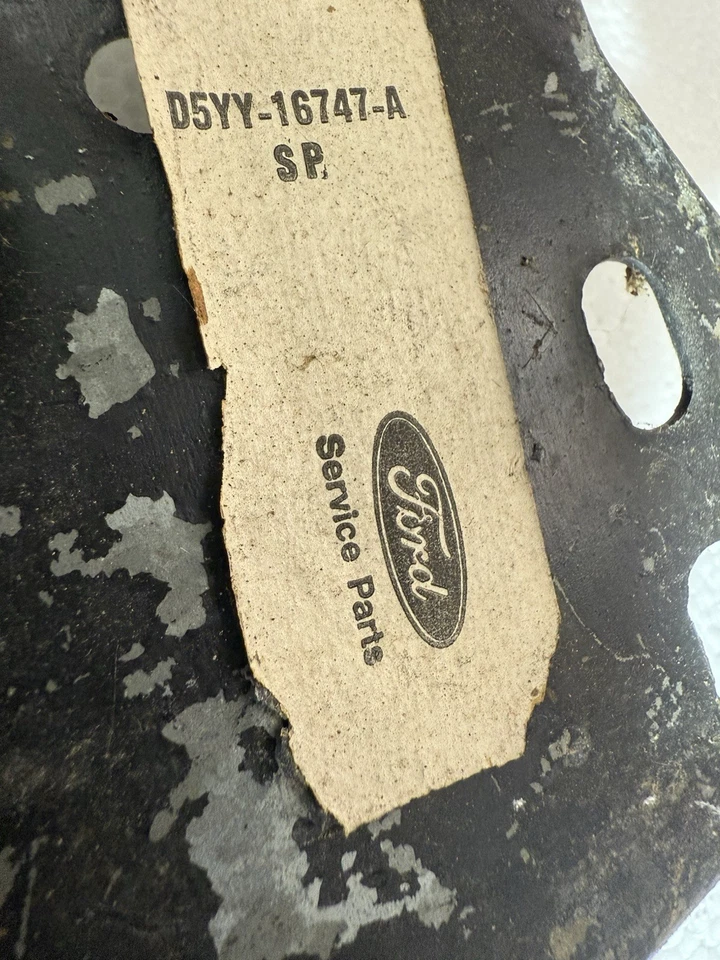 D5YY-16747-A
SP.
Ford
Service Parts